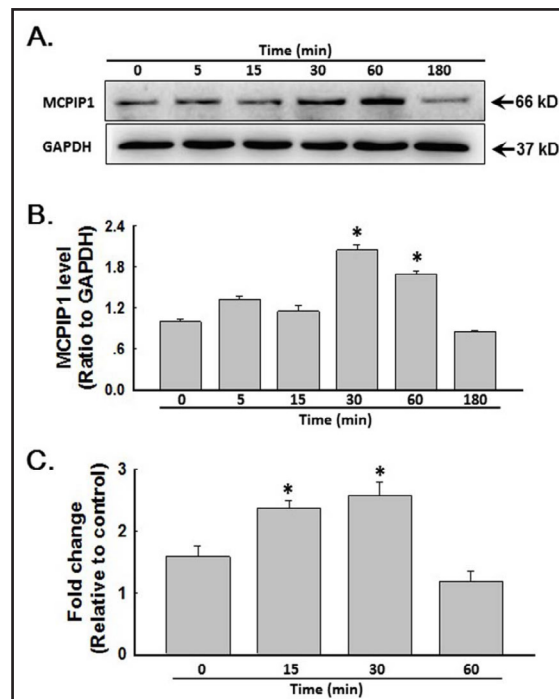 A.
Time (min)
0 5 15 30 60 180
MCPIP1 66 kD
GAPDH 37 kD
B.
MCPIP1 level
(Ratio to GAPDH)
2.4
1.8
1.2
.6
0.0
* *
0 5 15 30 60 180
Time (min)
C.
Fold change
(Relative to control)
3
2
1
0
* *
0 15 30 60
Time (min)